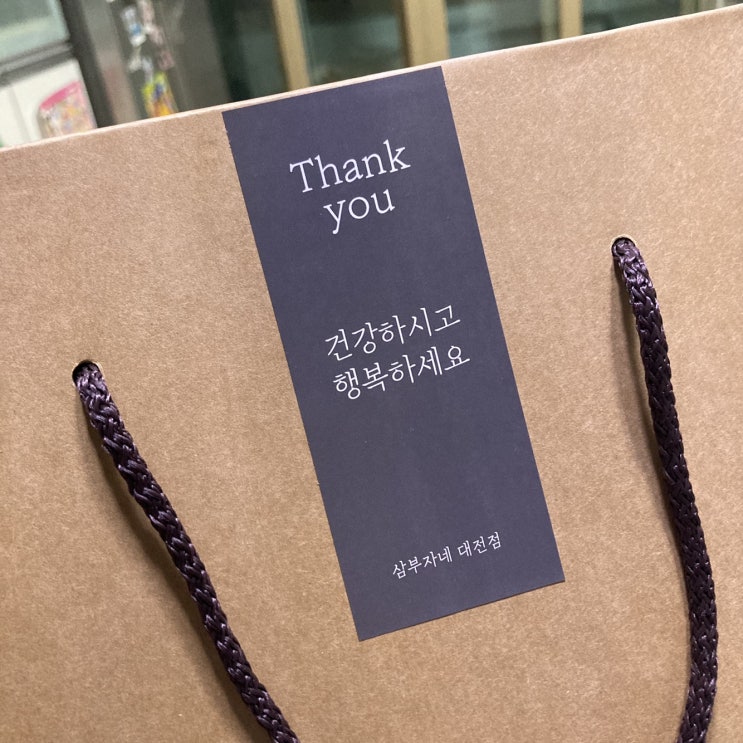 Thank
you
건강하시고
행복하세요
삼부자네 대전점